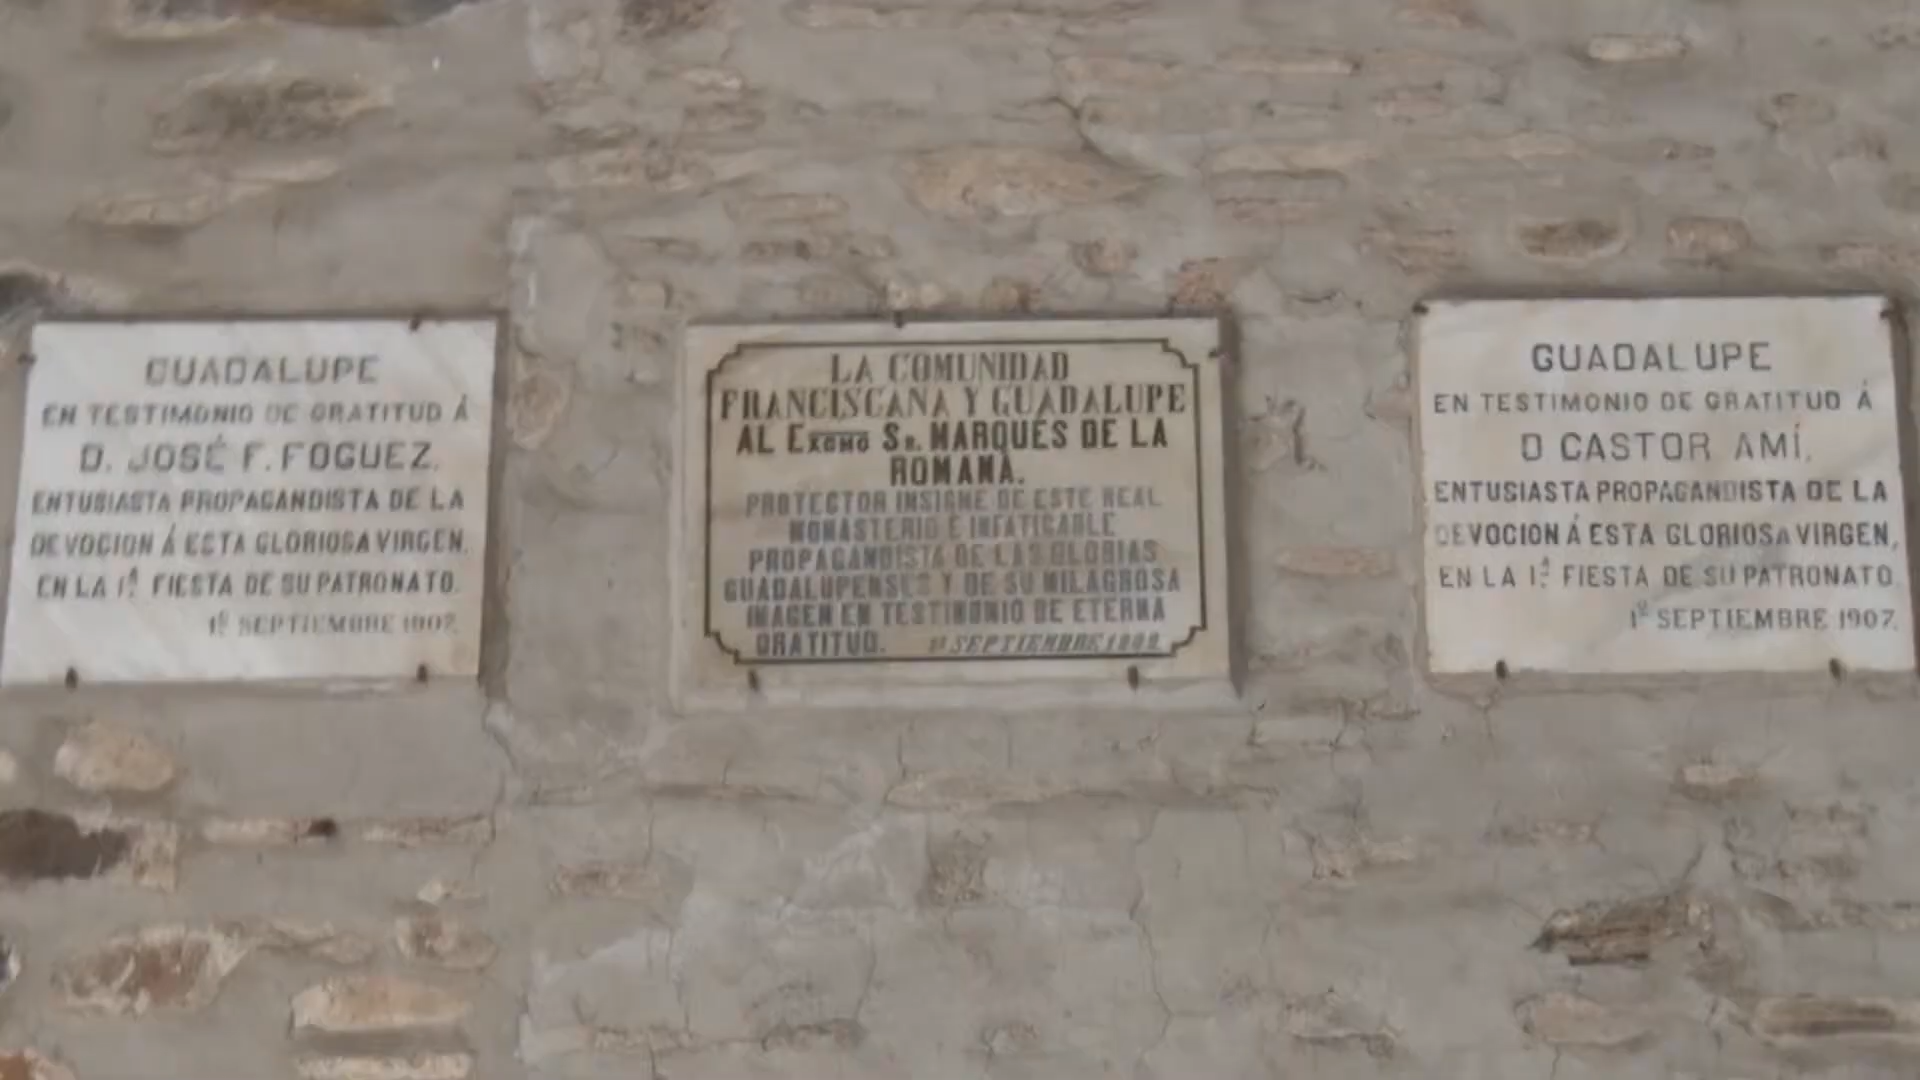 GUADALUPE
EN TESTIMONIO DE GRATITUD Á
D. JOSÉ F. FOGUEZ,
ENTUSIASTA PROPAGANDISTA DE LA
DEVOCION Á ESTA GLORIOSA VIRGEN,
EN LA 1ª FIESTA DE SU PATRONATO.
1º SEPTIEMBRE 1907.
LA COMUNIDAD
FRANCISCANA Y GUADALUPE
AL EXCMO SR. MARQUÉS DE LA
ROMANA.
PROTECTOR INSIGNE DE ESTE REAL
MONASTERIO É INFATIGABLE
PROPAGANDISTA DE LAS GLORIAS
GUADALUPENSES Y DE SU MILAGROSA
IMAGEN EN TESTIMONIO DE ETERNA
GRATITUD. SEPTIEMBRE
GUADALUPE
EN TESTIMONIO DE GRATITUD Á
D CASTOR AMÍ,
ENTUSIASTA PROPAGANDISTA DE LA
DEVOCION Á ESTA GLORIOSA VIRGEN,
EN LA 1ª FIESTA DE SU PATRONATO
1º SEPTIEMBRE 1907.